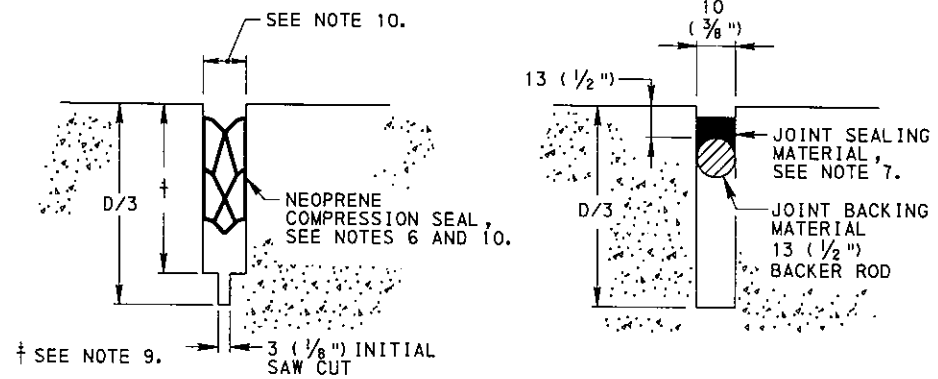 SEE NOTE 10.
D/3
‡
NEOPRENE
COMPRESSION SEAL,
SEE NOTES 6 AND 10.
‡ SEE NOTE 9.
3 (1/8") INITIAL
SAW CUT
10
(3/8")
13 (1/2")
D/3
JOINT SEALING
MATERIAL,
SEE NOTE 7.
JOINT BACKING
MATERIAL
13 (1/2")
BACKER ROD